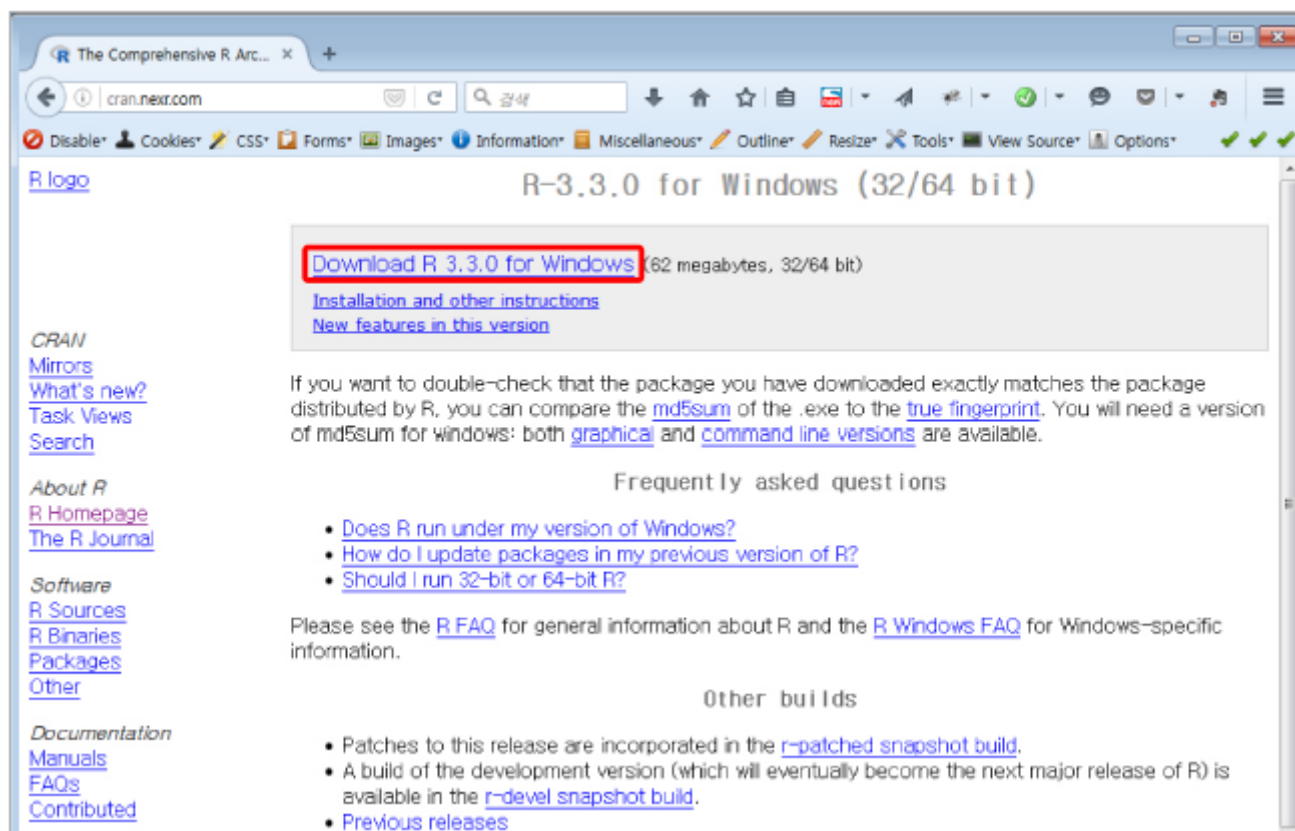 The Comprehensive R Arc...
cran.nexr.com
검색
Disable Cookies CSS Forms Images Information Miscellaneous Outline Resize Tools View Source Options
R logo
R-3.3.0 for Windows (32/64 bit)
Download R 3.3.0 for Windows (62 megabytes, 32/64 bit)
Installation and other instructions
New features in this version
CRAN
Mirrors
What's new?
Task Views
Search
About R
R Homepage
The R Journal
Software
R Sources
R Binaries
Packages
Other
Documentation
Manuals
FAQs
Contributed
If you want to double-check that the package you have downloaded exactly matches the package
distributed by R, you can compare the md5sum of the .exe to the true fingerprint. You will need a version
of md5sum for windows: both graphical and command line versions are available.
Frequently asked questions
• Does R run under my version of Windows?
• How do I update packages in my previous version of R?
• Should I run 32-bit or 64-bit R?
Please see the R FAQ for general information about R and the R Windows FAQ for Windows-specific
information.
Other builds
• Patches to this release are incorporated in the r-patched snapshot build.
• A build of the development version (which will eventually become the next major release of R) is
available in the r-devel snapshot build.
• Previous releases